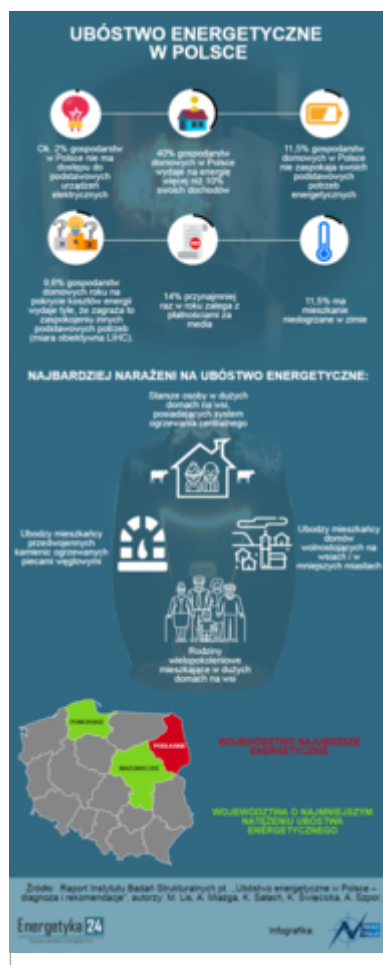 UBÓSTWO ENERGETYCZNE
W POLSCE
Ok. 2% gospodarstw
w Polsce nie ma
dostępu do
podstawowych
urządzeń
elektrycznych
40% gospodarstw
domowych w Polsce
wydaje na energię
więcej niż 10%
swoich dochodów
11,5% gospodarstw
domowych w Polsce
nie zaspokaja swoich
podstawowych
potrzeb
energetycznych
9,6% gospodarstw
domowych roku na
pokrycie kosztów energii
wydaje tyle, że zagraża to
zaspokojeniu innych
podstawowych potrzeb
(miara obiektywna LIHC).
14% przynajmniej
raz w roku zalega z
płatnościami za
media
11,5% ma
mieszkanie
niedogrzane w zimie
NAJBARDZIEJ NARAŻENI NA UBÓSTWO ENERGETYCZNE:
Starsze osoby w dużych
domach na wsi,
posiadających system
ogrzewania centralnego
Ubodzy mieszkańcy
przedwojennych
kamienic ogrzewanych
piecami węglowymi
Ubodzy mieszkańcy
domów
wolnostojących na
wsiach i w
mniejszych miastach
Rodziny
wielopokoleniowe
mieszkające w dużych
domach na wsi
POMORSKIE
PODLASKIE
MAZOWIECKIE
WOJEWÓDZTWO NAJUBOŻSZE
ENERGETYCZNIE
WOJEWÓDZTWA O NAJMNIEJSZYM
NATĘŻENIU UBÓSTWA
ENERGETYCZNEGO
Źródło: Raport Instytutu Badań Strukturalnych pt. „Ubóstwo energetyczne w Polsce –
diagnoza i rekomendacje”, autorzy: M. Lis, A. Miazga, K. Sałach, K. Święcicka, A. Szpor.
Energetyka 24
Infografika: